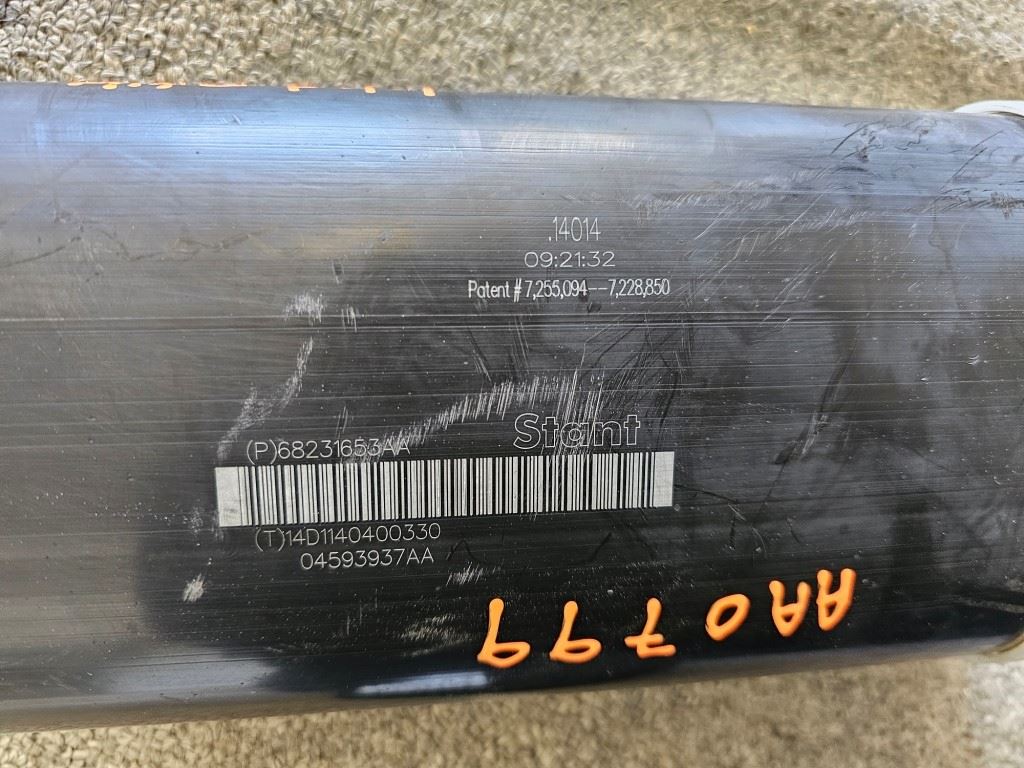 .14014
09:21:32
Patent # 7,255,094--7,228,850
Stant
(P)68231653AA
(T)14D1140400330
04593937AA
AA0799